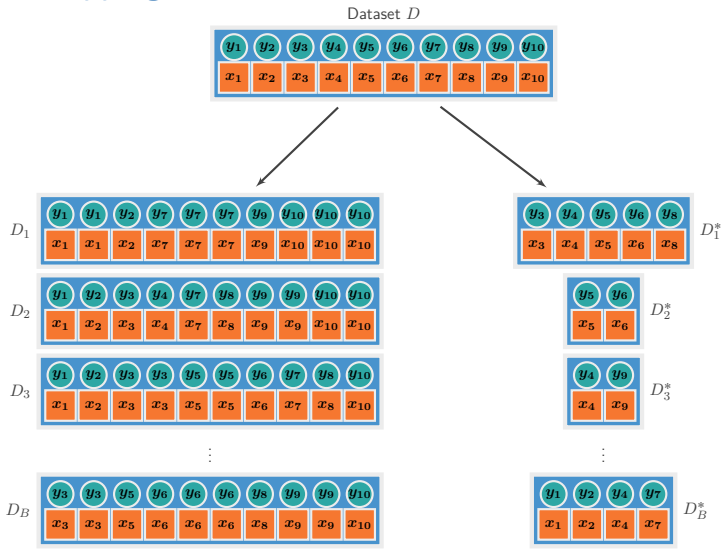 Dataset D
y1 y2 y3 y4 y5 y6 y7 y8 y9 y10
x1 x2 x3 x4 x5 x6 x7 x8 x9 x10
D1
y1 y1 y2 y7 y7 y7 y9 y10 y10 y10
x1 x1 x2 x7 x7 x7 x9 x10 x10 x10
y3 y4 y5 y6 y8
x3 x4 x5 x6 x8
D1*
D2
y1 y2 y3 y4 y7 y8 y9 y9 y10 y10
x1 x2 x3 x4 x7 x8 x9 x9 x10 x10
y5 y6
x5 x6
D2*
D3
y1 y2 y3 y3 y5 y5 y6 y7 y8 y10
x1 x2 x3 x3 x5 x5 x6 x7 x8 x10
y4 y9
x4 x9
D3*
⋮ ⋮
DB
y3 y3 y5 y6 y6 y6 y8 y9 y9 y10
x3 x3 x5 x6 x6 x6 x8 x9 x9 x10
y1 y2 y4 y7
x1 x2 x4 x7
DB*